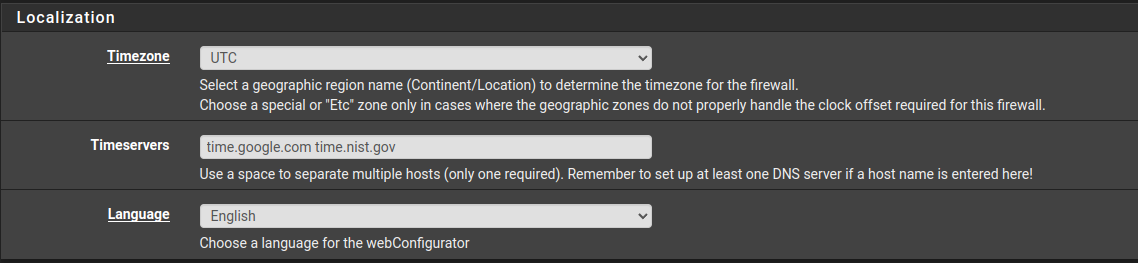 Localization
Timezone
UTC
Select a geographic region name (Continent/Location) to determine the timezone for the firewall.
Choose a special or "Etc" zone only in cases where the geographic zones do not properly handle the clock offset required for this firewall.
Timeservers
time.google.com time.nist.gov
Use a space to separate multiple hosts (only one required). Remember to set up at least one DNS server if a host name is entered here!
Language
English
Choose a language for the webConfigurator